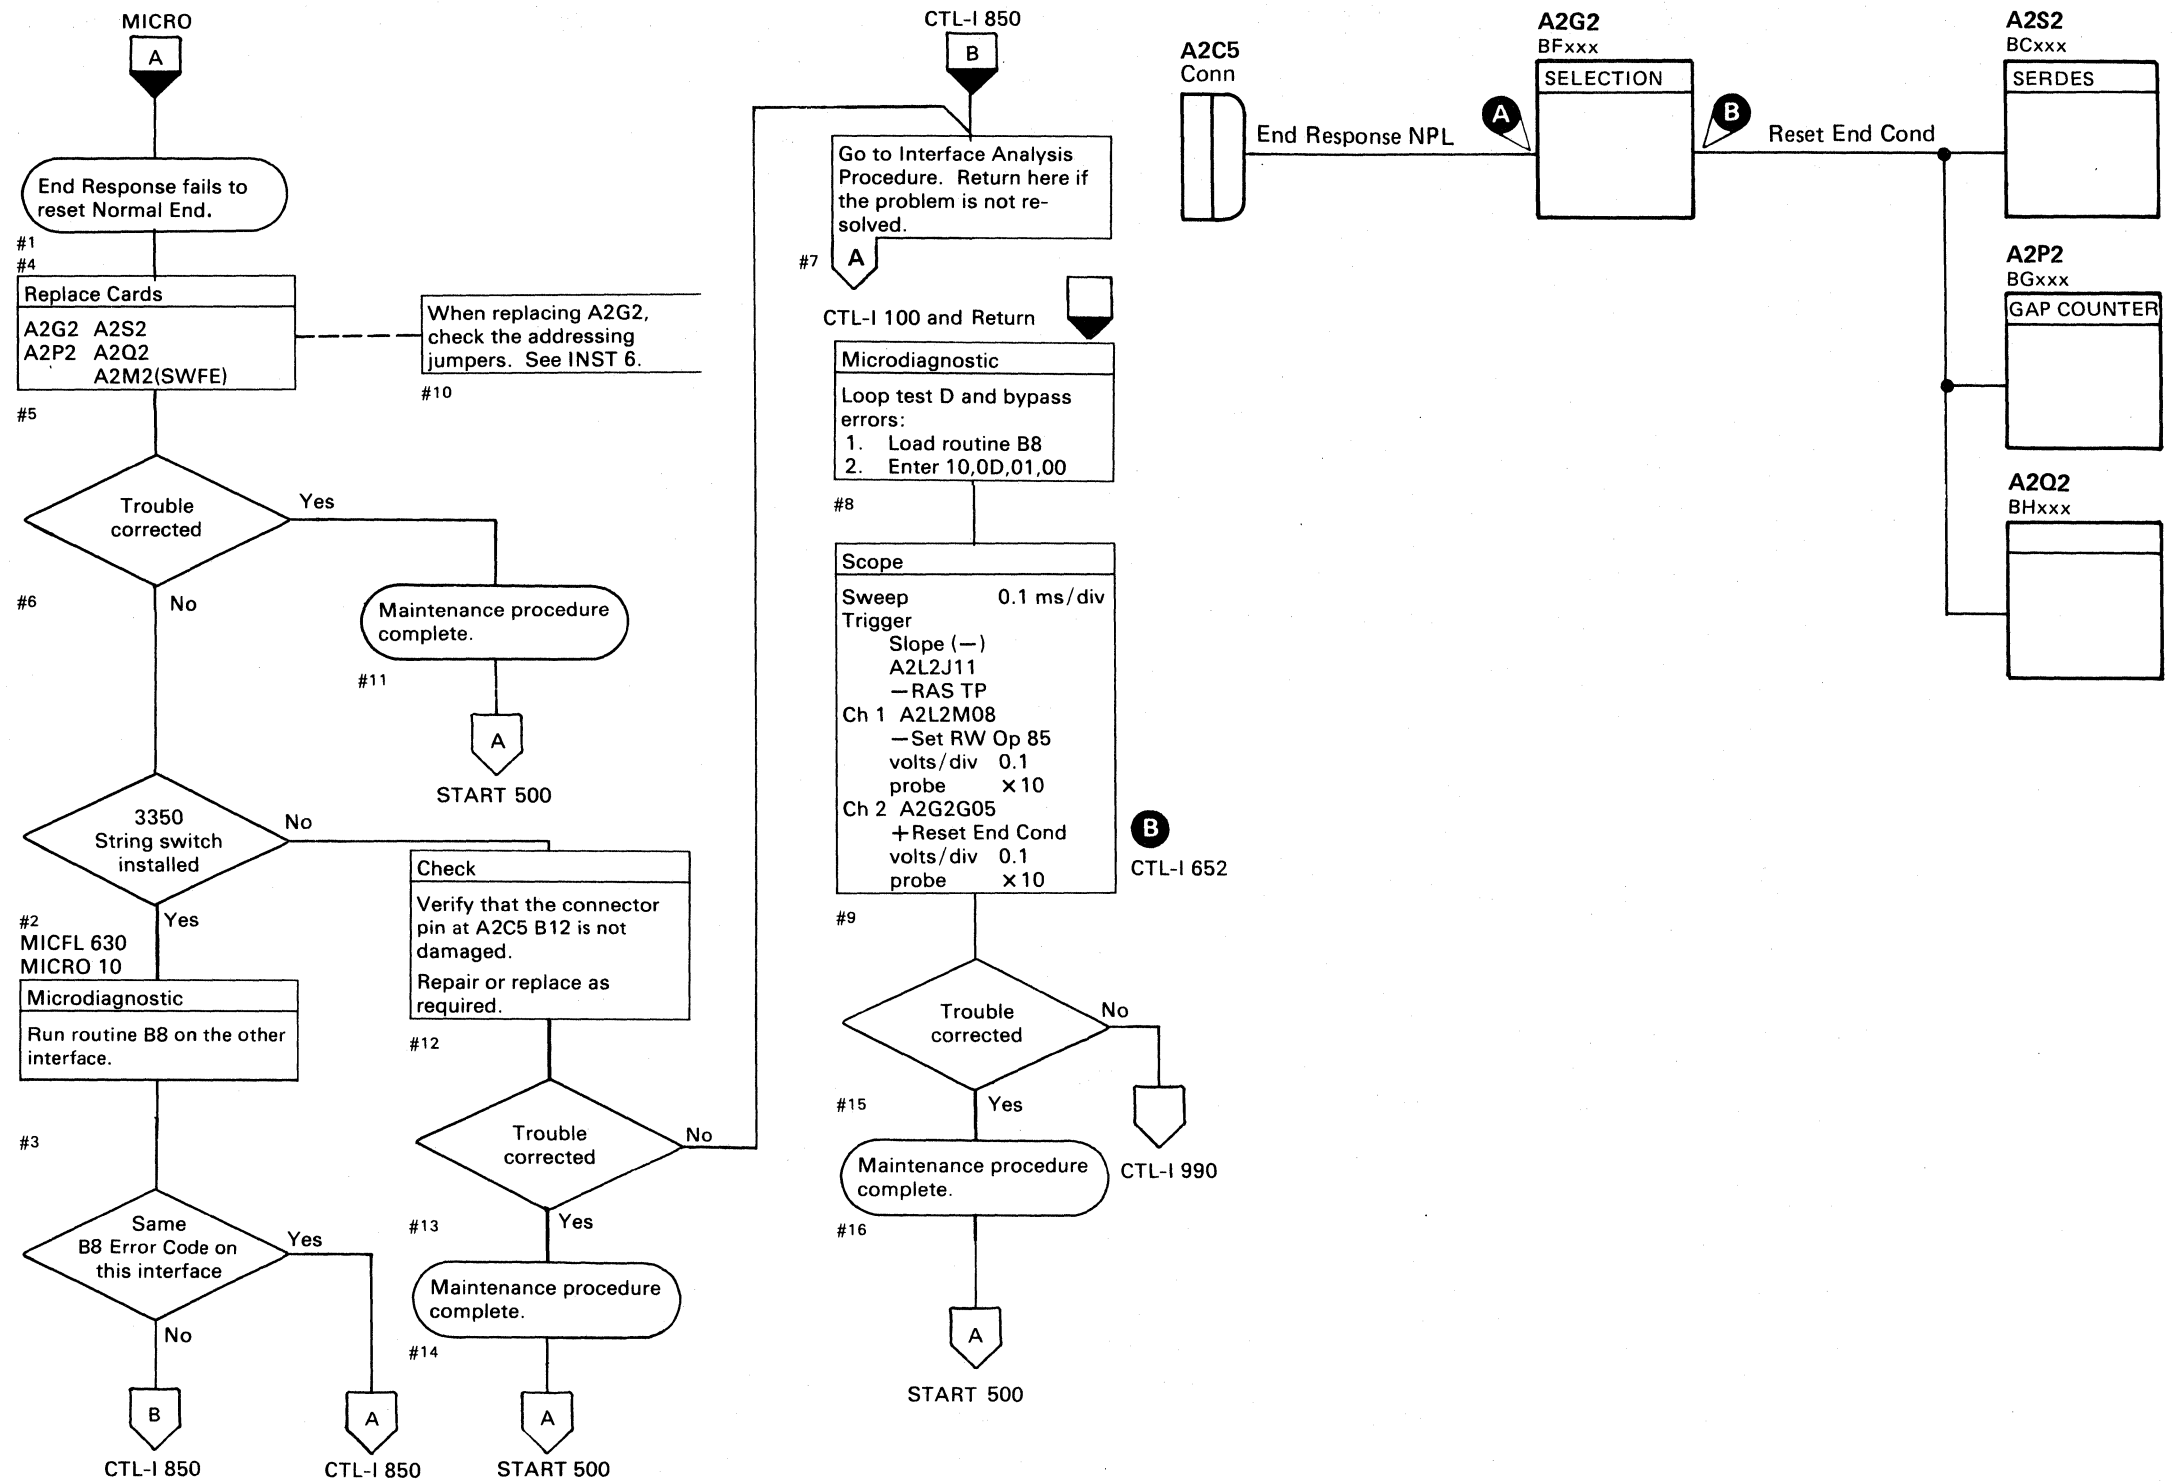 MICRO
A
End Response fails to
reset Normal End.
#1
#4
Replace Cards
A2G2 A2S2
A2P2 A2Q2
A2M2(SWFE)
#5
When replacing A2G2,
check the addressing
jumpers. See INST 6.
#10
Trouble
corrected
Yes
No
#6
Maintenance procedure
complete.
#11
A
START 500
3350
String switch
installed
No
Yes
#2
MICFL 630
MICRO 10
Microdiagnostic
Run routine B8 on the other
interface.
#3
Same
B8 Error Code on
this interface
Yes
No
B
CTL-I 850
A
CTL-I 850
Check
Verify that the connector
pin at A2C5 B12 is not
damaged.
Repair or replace as
required.
#12
Trouble
corrected
No
Yes
#13
Maintenance procedure
complete.
#14
A
START 500
CTL-I 850
B
Go to Interface Analysis
Procedure. Return here if
the problem is not re-
solved.
#7
A
CTL-I 100 and Return
Microdiagnostic
Loop test D and bypass
errors:
1. Load routine B8
2. Enter 10,0D,01,00
#8
Scope
Sweep 0.1 ms/div
Trigger
Slope (—)
A2L2J11
—RAS TP
Ch 1 A2L2M08
—Set RW Op 85
volts/div 0.1
probe ×10
Ch 2 A2G2G05
+Reset End Cond
volts/div 0.1
probe ×10
B
CTL-I 652
#9
Trouble
corrected
No
Yes
#15
CTL-I 990
Maintenance procedure
complete.
#16
A
START 500
A2C5
Conn
End Response NPL
A
A2G2
BFxxx
SELECTION
B
Reset End Cond
A2S2
BCxxx
SERDES
A2P2
BGxxx
GAP COUNTER
A2Q2
BHxxx